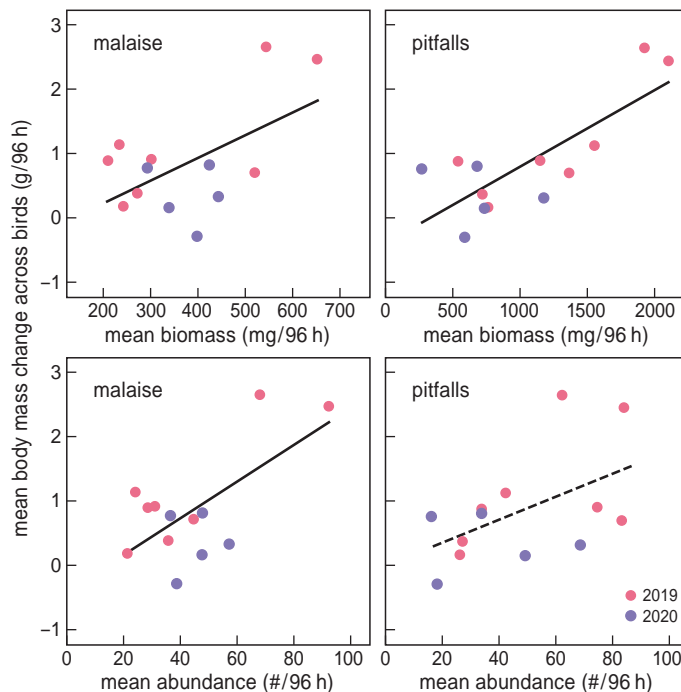 mean body mass change across birds (g/96 h)
malaise
3
2
1
0
−1
200 300 400 500 600 700
mean biomass (mg/96 h)
pitfalls
0 500 1000 1500 2000
mean biomass (mg/96 h)
malaise
3
2
1
0
−1
0 20 40 60 80 100
mean abundance (#/96 h)
pitfalls
2019
2020
0 20 40 60 80 100
mean abundance (#/96 h)